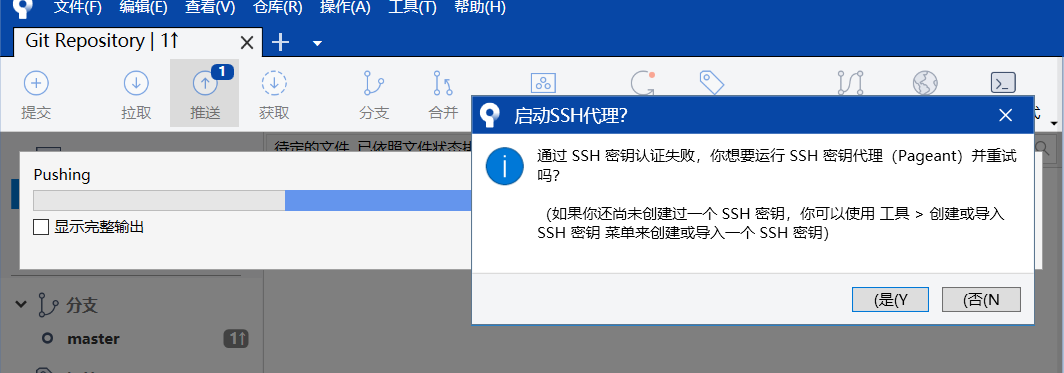 文件(F) 编辑(E) 查看(V) 仓库(R) 操作(A) 工具(T) 帮助(H)
Git Repository | 1↑
提交 拉取 1 推送 获取 分支 合并
启动SSH代理?
待定的文件, 已依照文件状态
通过 SSH 密钥认证失败，你想要运行 SSH 密钥代理（Pageant）并重试
吗?
（如果你还尚未创建过一个 SSH 密钥，你可以使用 工具 > 创建或导入
SSH 密钥 菜单来创建或导入一个 SSH 密钥）
(是(Y
(否(N
Pushing
显示完整输出
分支
master 1↑